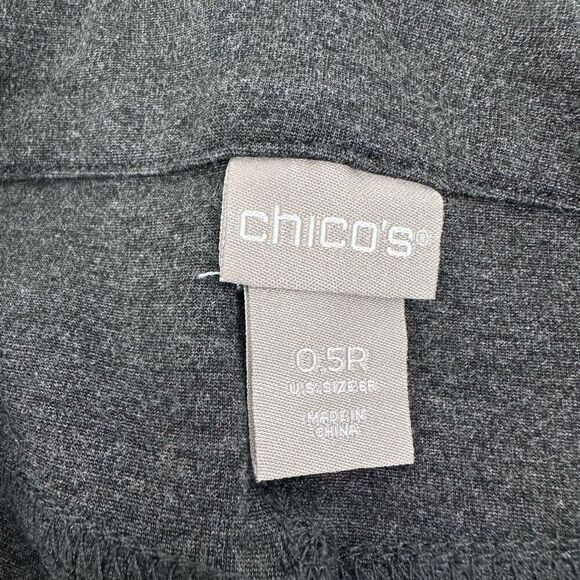 chico's®
0.5R
U.S. SIZE 6R
MADE IN
CHINA